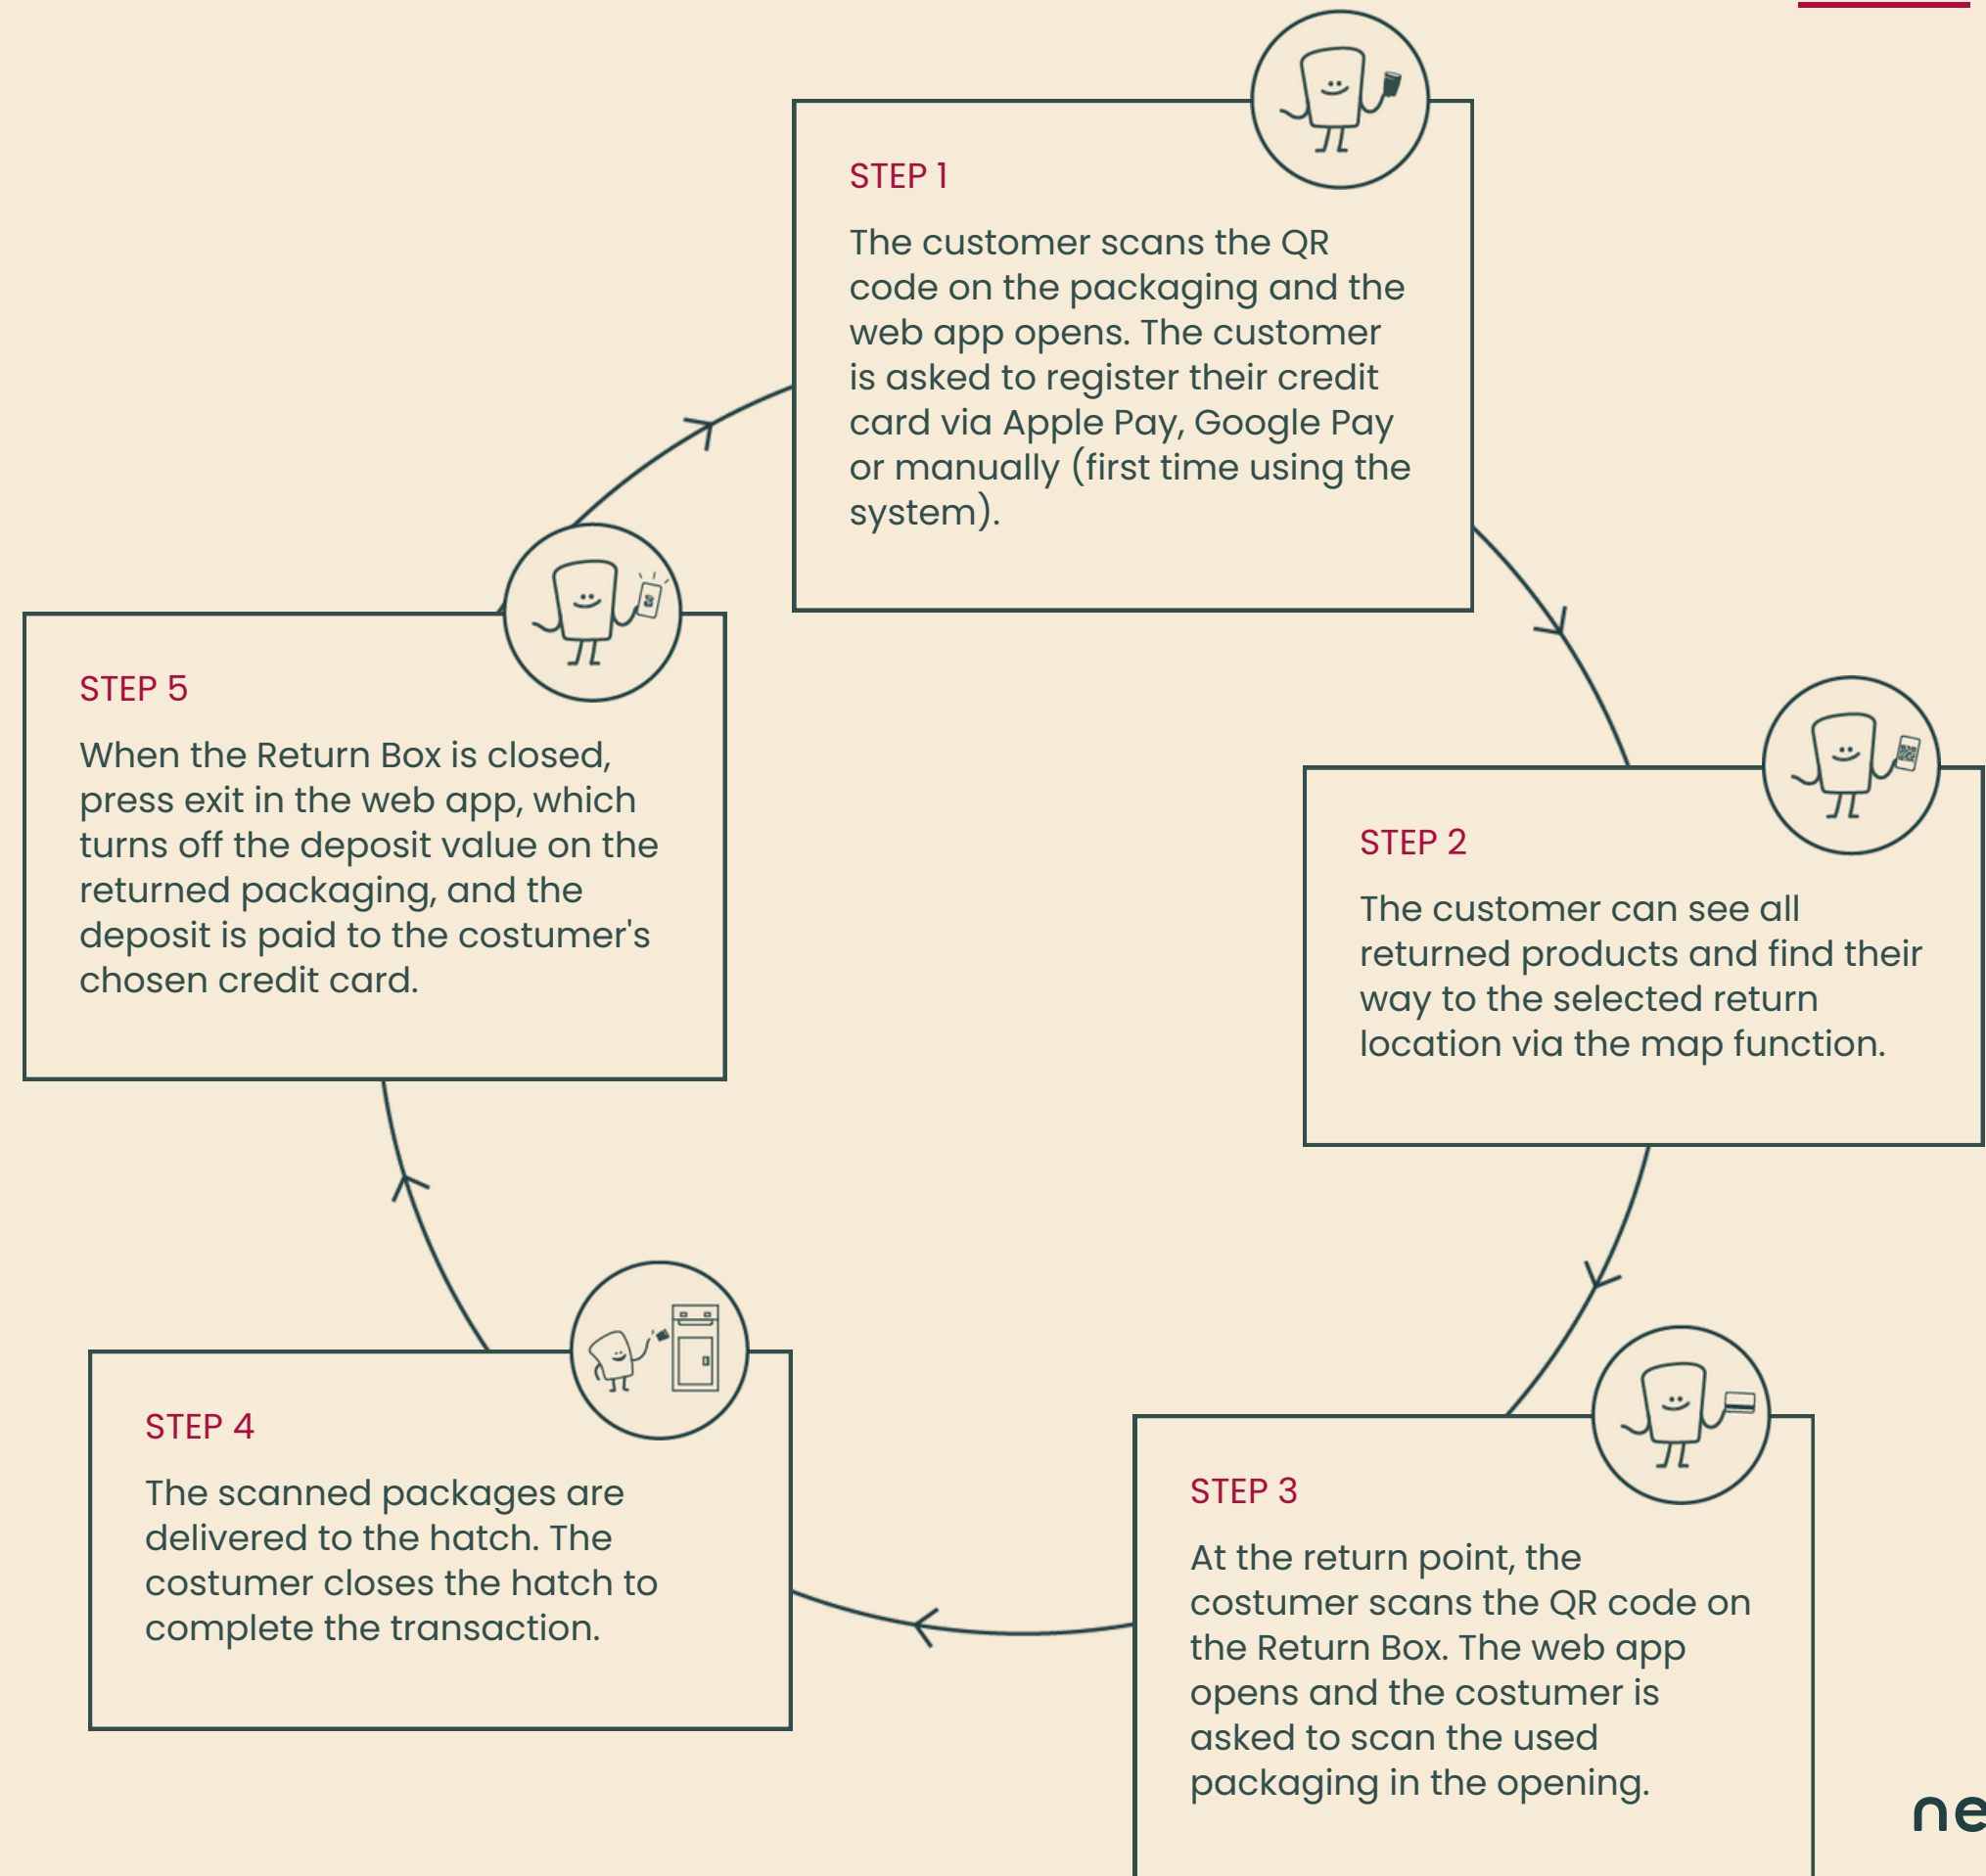 STEP 1
The customer scans the QR
code on the packaging and the
web app opens. The customer
is asked to register their credit
card via Apple Pay, Google Pay
or manually (first time using the
system).
STEP 2
The customer can see all
returned products and find their
way to the selected return
location via the map function.
STEP 3
At the return point, the
costumer scans the QR code on
the Return Box. The web app
opens and the costumer is
asked to scan the used
packaging in the opening.
STEP 4
The scanned packages are
delivered to the hatch. The
costumer closes the hatch to
complete the transaction.
STEP 5
When the Return Box is closed,
press exit in the web app, which
turns off the deposit value on the
returned packaging, and the
deposit is paid to the costumer's
chosen credit card.
ne